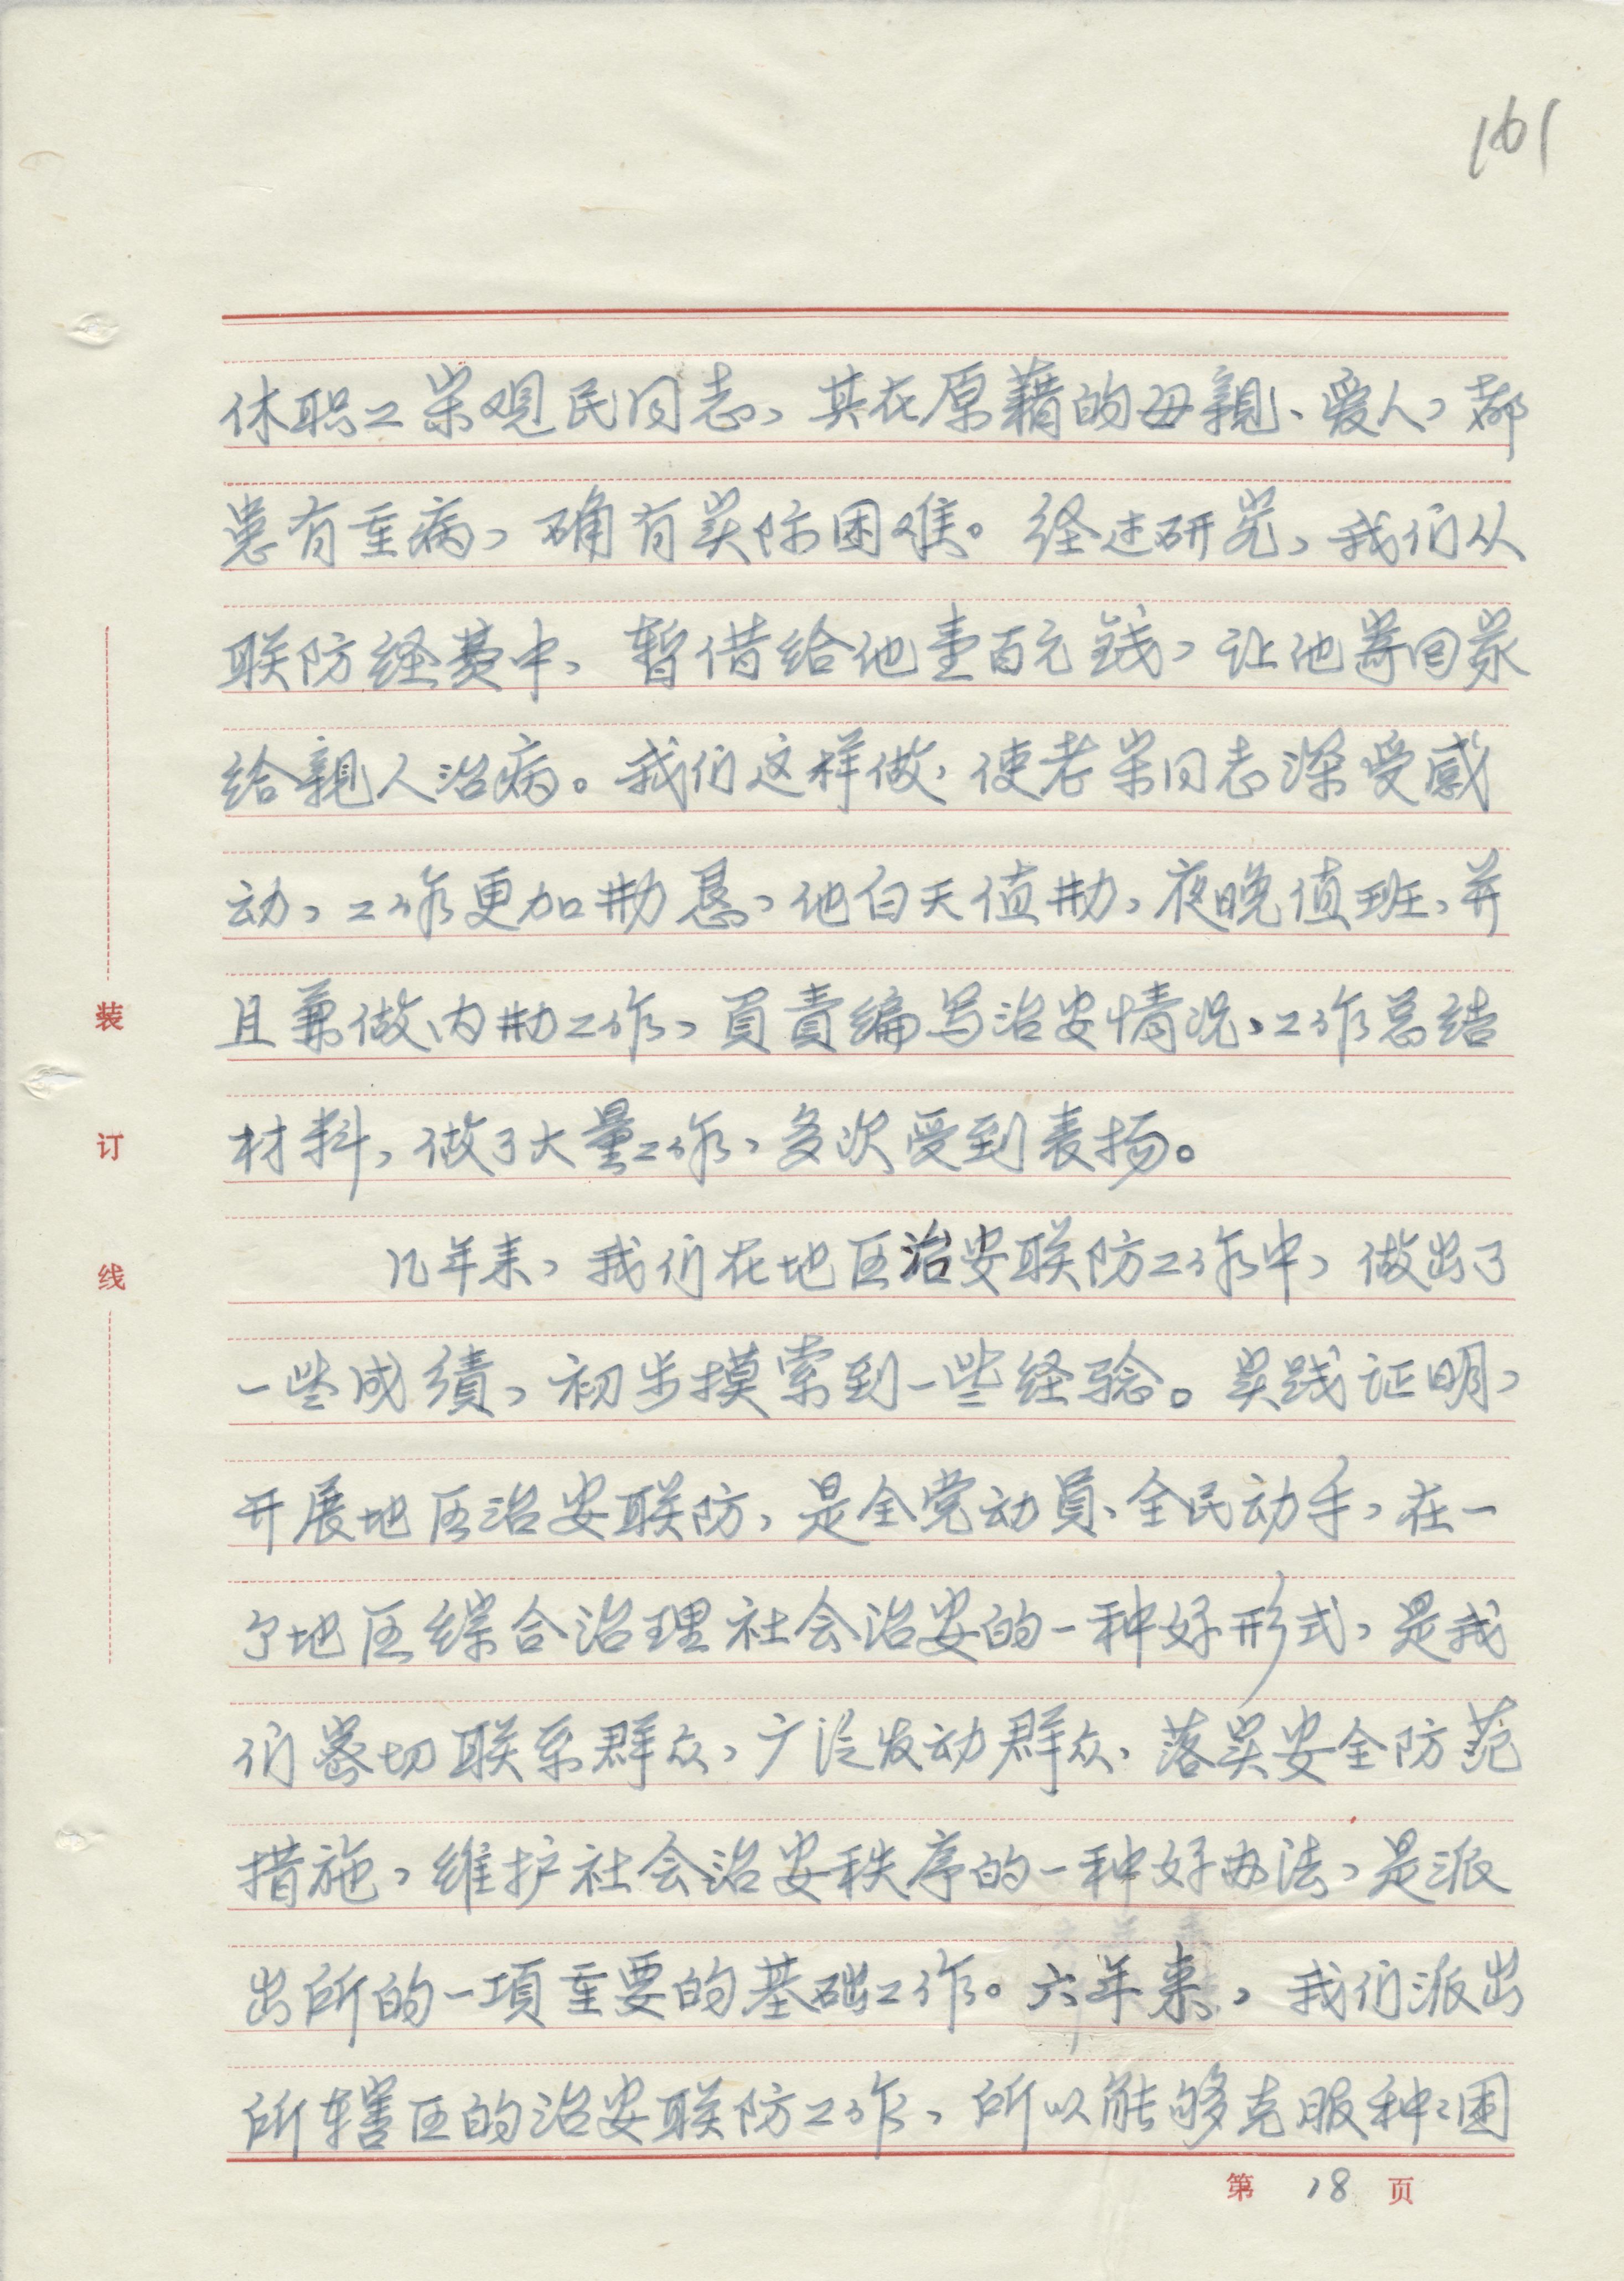 161
休职工宋观民同志，其在原藉的母親、爱人，都
患有重病，确有实际困难。经过研究，我们从
联防经费中，暂借给他壹百元钱，让他寄回家
给親人治病。我们这样做，使老宋同志深受感
动，工作更加勤恳，他白天值勤，夜晚值班，并
且兼做内勤工作，負責编写治安情况、工作总结
材料，做了大量工作，多次受到表扬。
几年来，我们在地区治安联防工作中，做出了
一些成績，初步摸索到一些经验。实践证明，
开展地区治安联防，是全党动員、全民动手，在一
个地区综合治理社会治安的一种好形式，是我
们密切联系群众，广泛发动群众，落实安全防范
措施，维护社会治安秩序的一种好办法，是派
出所的一項重要的基础工作。六年来，我们派出
所辖区的治安联防工作，所以能够克服种々困
装
订
线
第 18 页